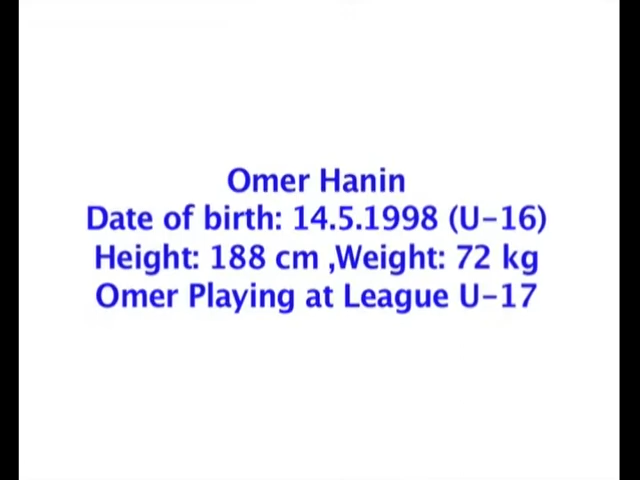 Omer Hanin
Date of birth: 14.5.1998 (U-16)
Height: 188 cm ,Weight: 72 kg
Omer Playing at League U-17